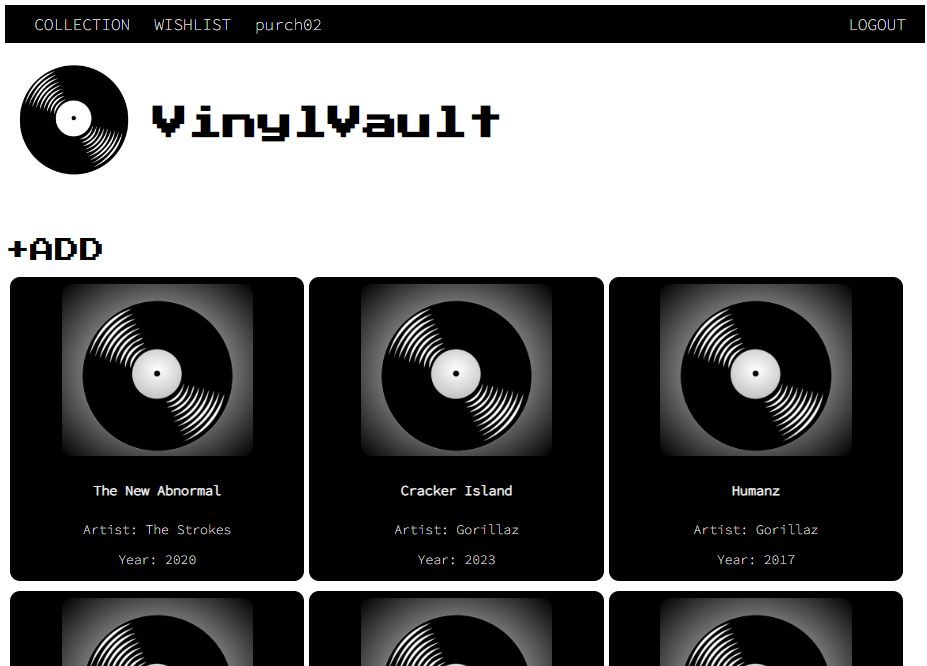 COLLECTION WISHLIST purch02 LOGOUT
VinylVault
+ADD
The New Abnormal
Artist: The Strokes
Year: 2020
Cracker Island
Artist: Gorillaz
Year: 2023
Humanz
Artist: Gorillaz
Year: 2017